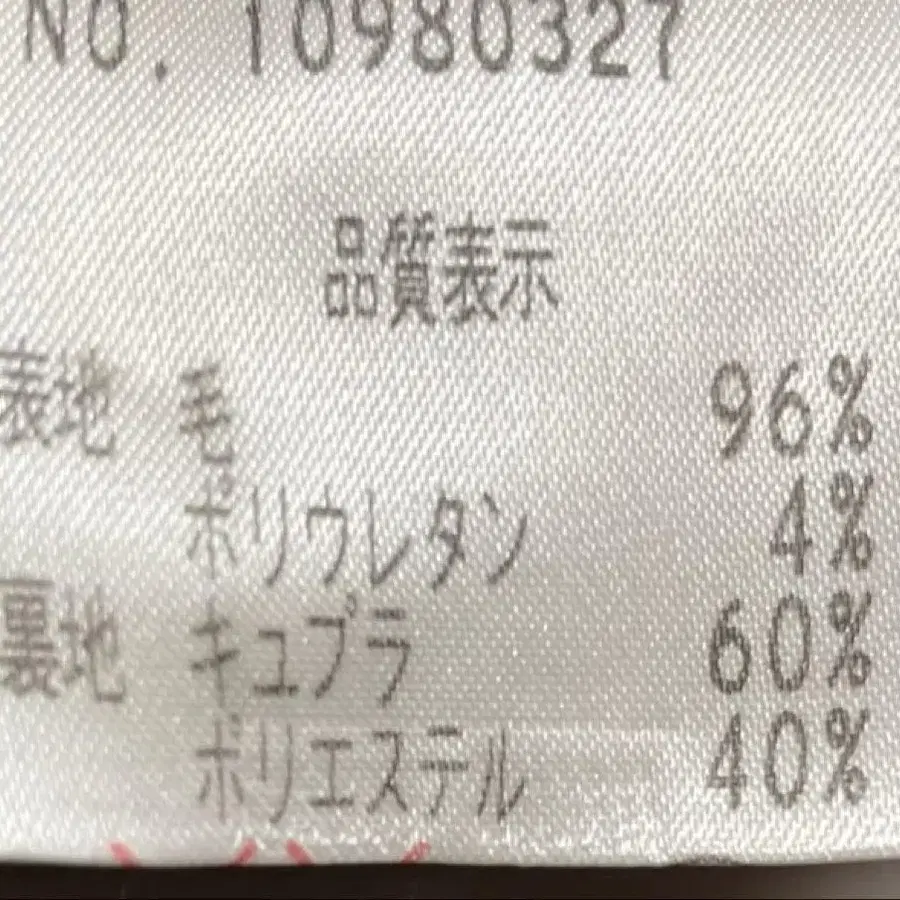 NO. 10980327
品質表示
表地 毛 96%
ポリウレタン 4%
裏地 キュプラ 60%
ポリエステル 40%